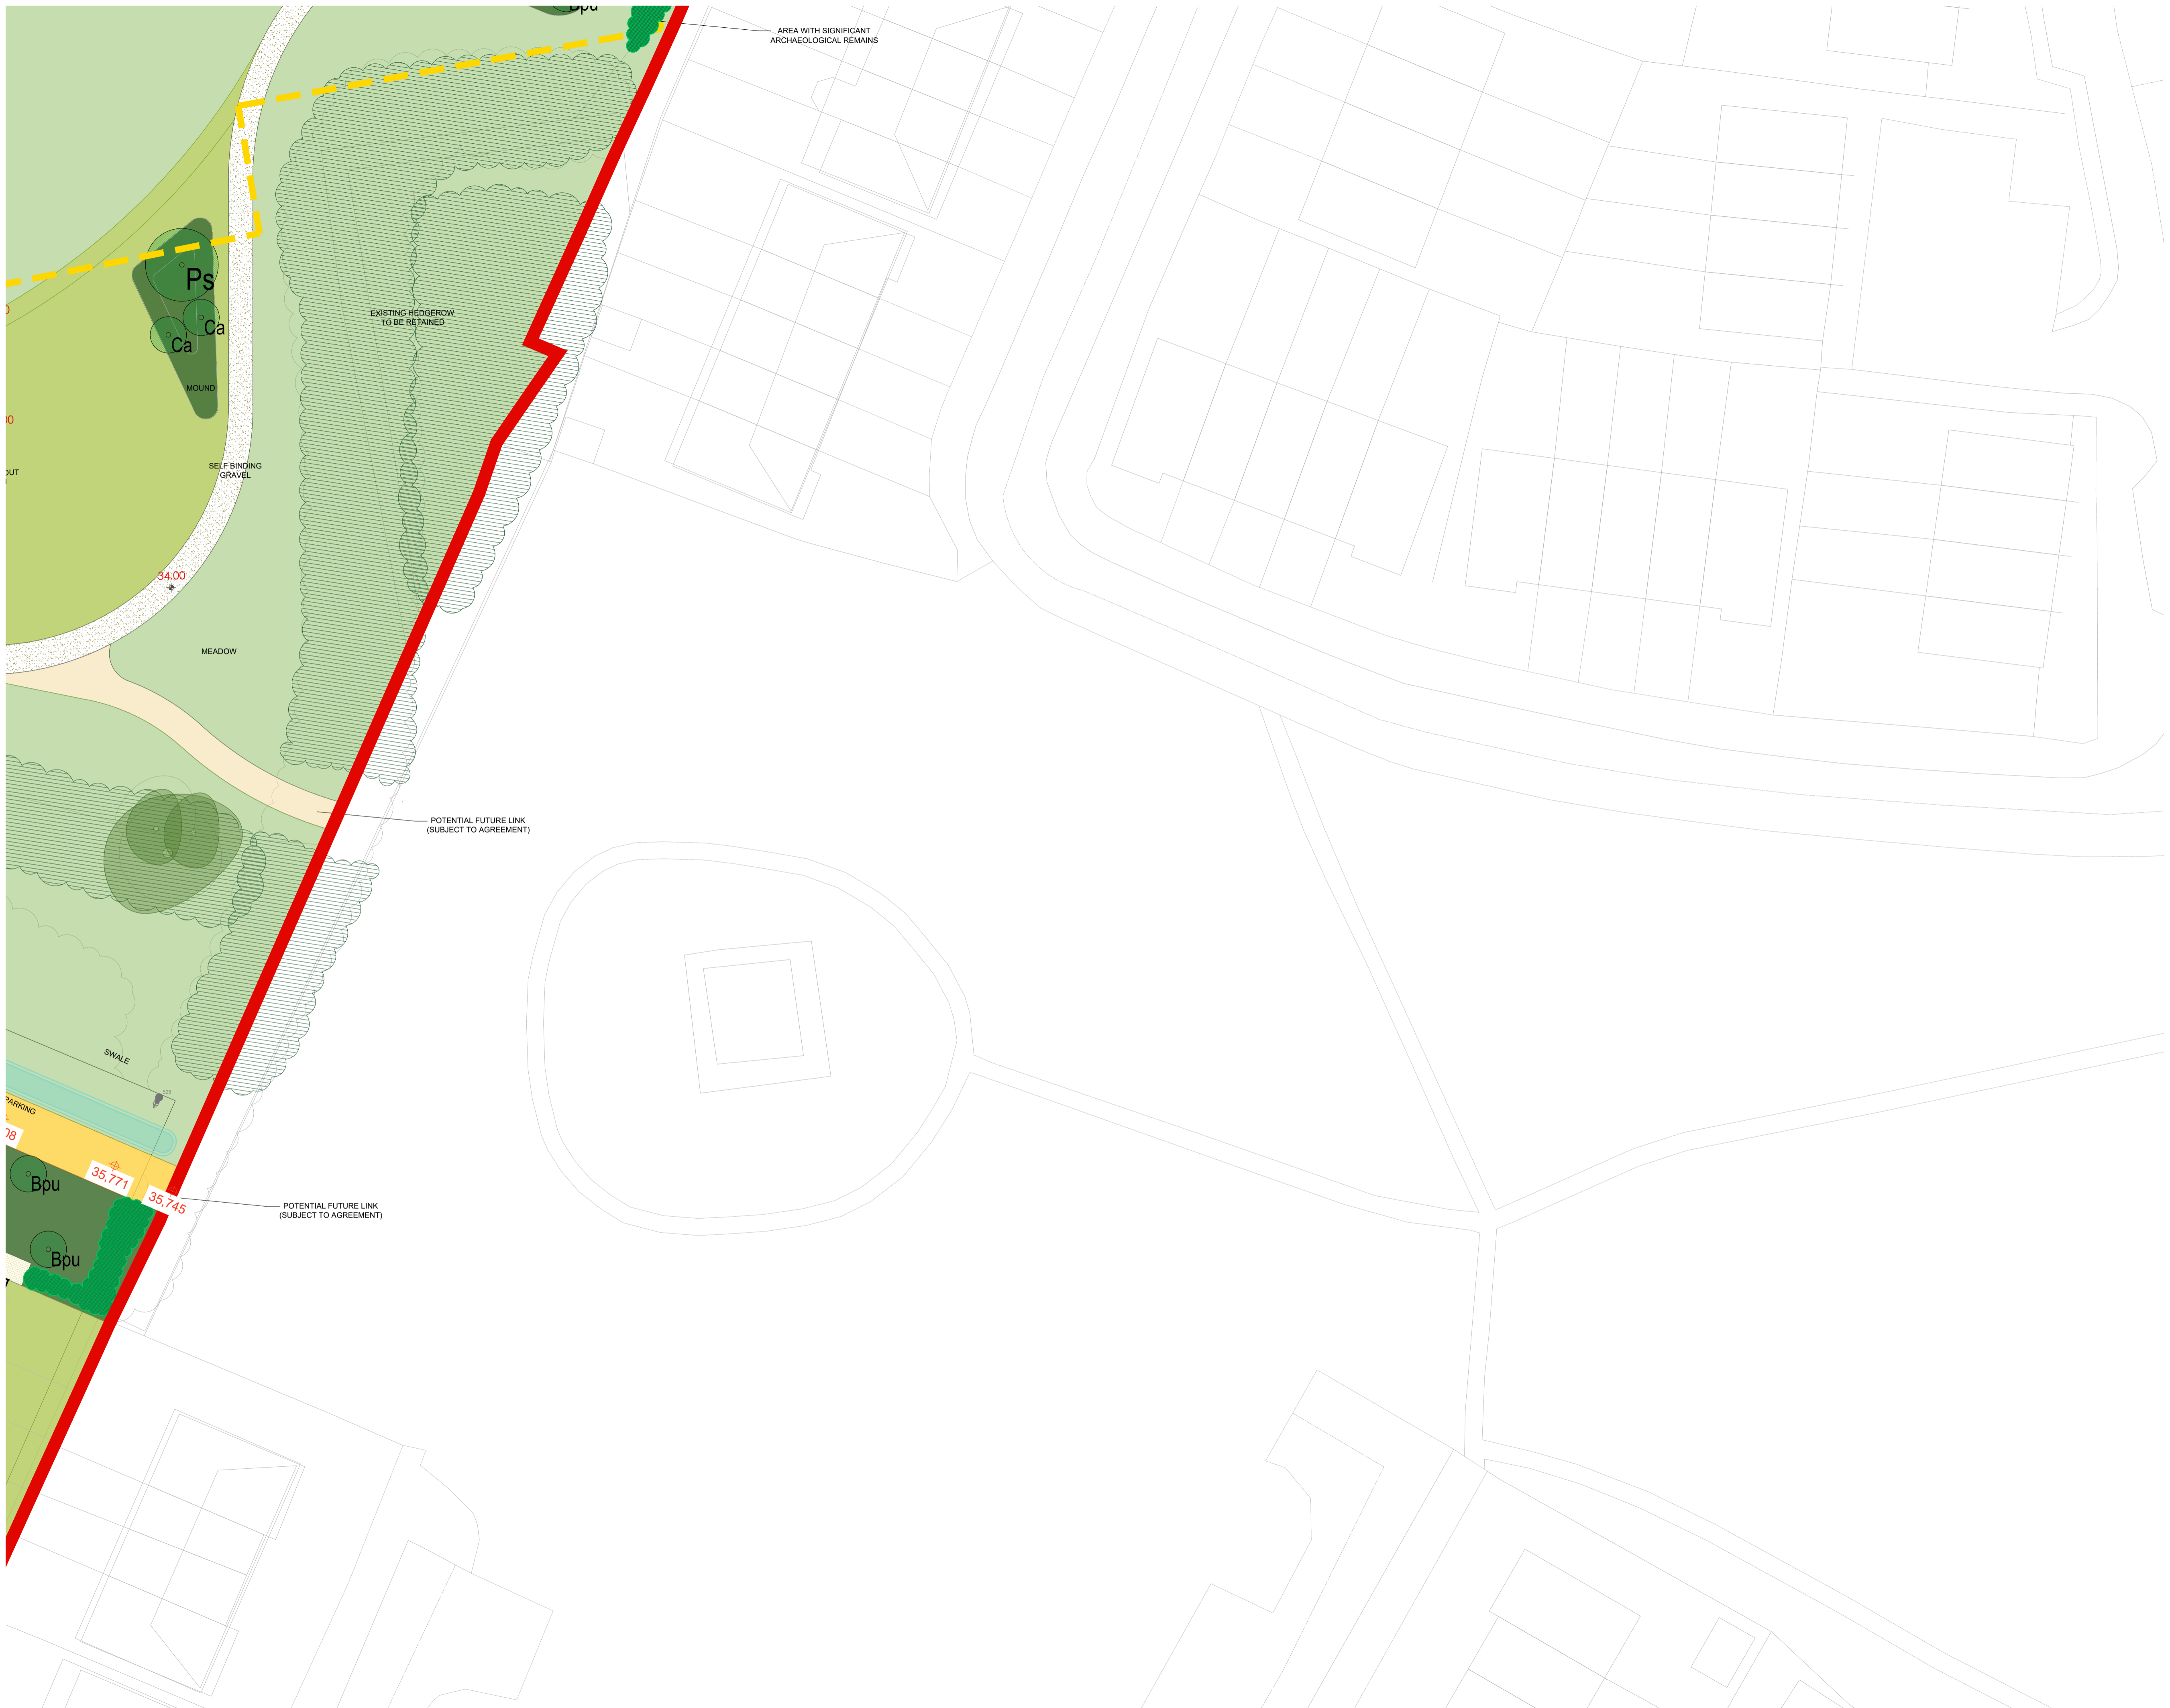 Bpu
AREA WITH SIGNIFICANT
ARCHAEOLOGICAL REMAINS
Ps
Ca
Ca
EXISTING HEDGEROW
TO BE RETAINED
MOUND
SELF BINDING
GRAVEL
34.00
MEADOW
POTENTIAL FUTURE LINK
(SUBJECT TO AGREEMENT)
SWALE
PARKING
35,771
35,745
Bpu
POTENTIAL FUTURE LINK
(SUBJECT TO AGREEMENT)
Bpu